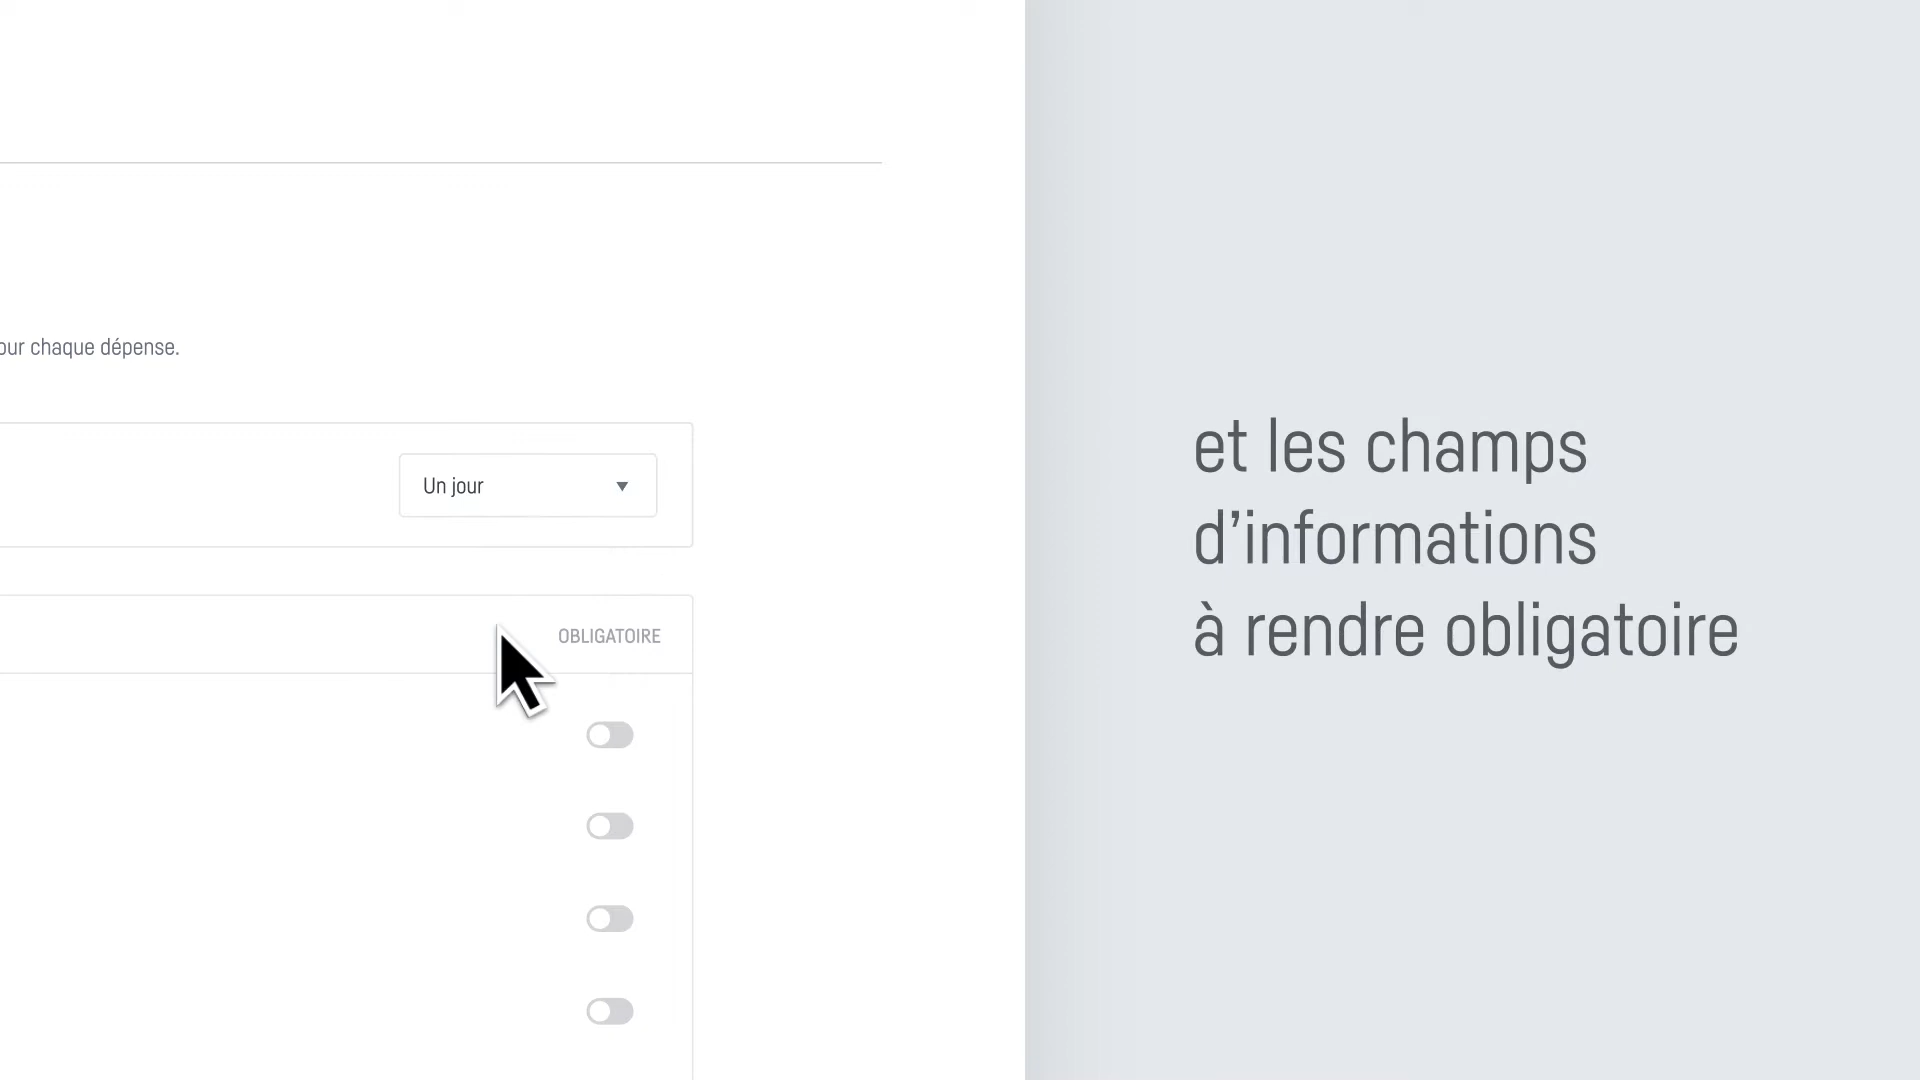 our chaque dépense.
Un jour
OBLIGATOIRE
et les champs
d’informations
à rendre obligatoire